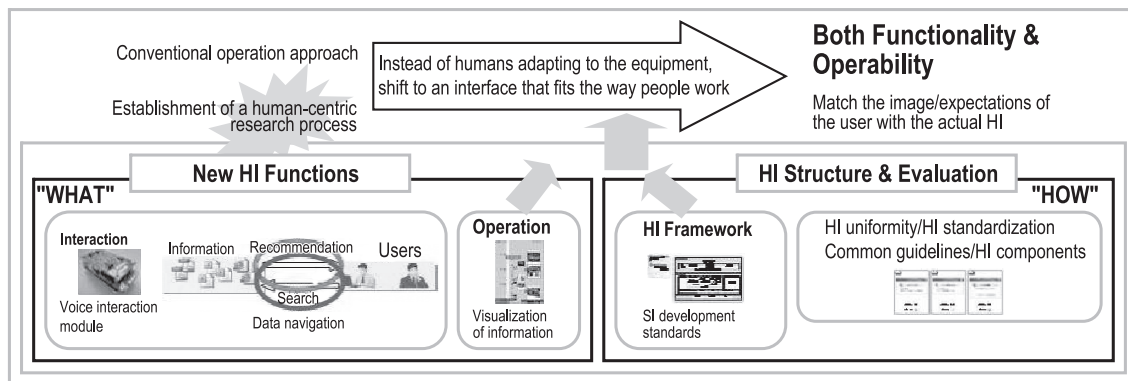 Conventional operation approach
Establishment of a human-centric
research process
Instead of humans adapting to the equipment,
shift to an interface that fits the way people work
Both Functionality &
Operability
Match the image/expectations of
the user with the actual HI
New HI Functions
"WHAT"
Interaction
Voice interaction
module
Information
Recommendation
Users
Search
Data navigation
Operation
Visualization
of information
HI Structure & Evaluation
"HOW"
HI Framework
SI development
standards
HI uniformity/HI standardization
Common guidelines/HI components